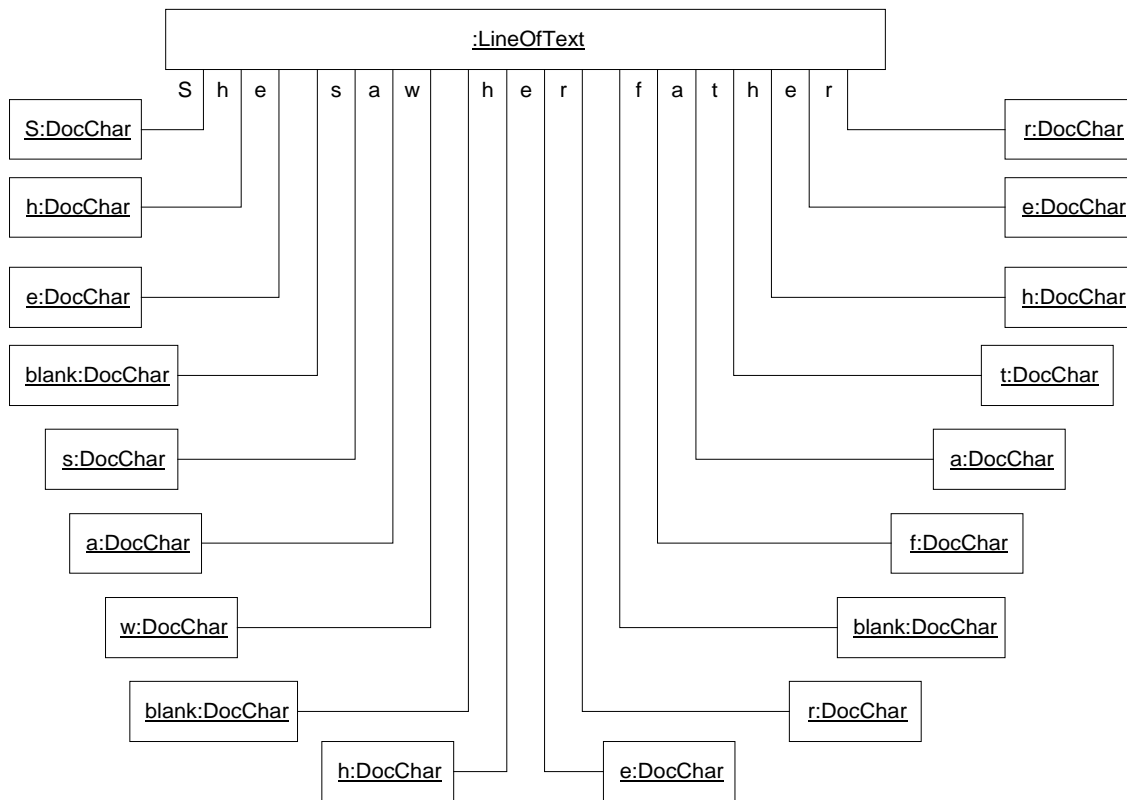 :LineOfText
S h e s a w h e r f a t h e r
S:DocChar r:DocChar
h:DocChar e:DocChar
e:DocChar h:DocChar
blank:DocChar t:DocChar
s:DocChar a:DocChar
a:DocChar f:DocChar
w:DocChar blank:DocChar
blank:DocChar r:DocChar
h:DocChar e:DocChar